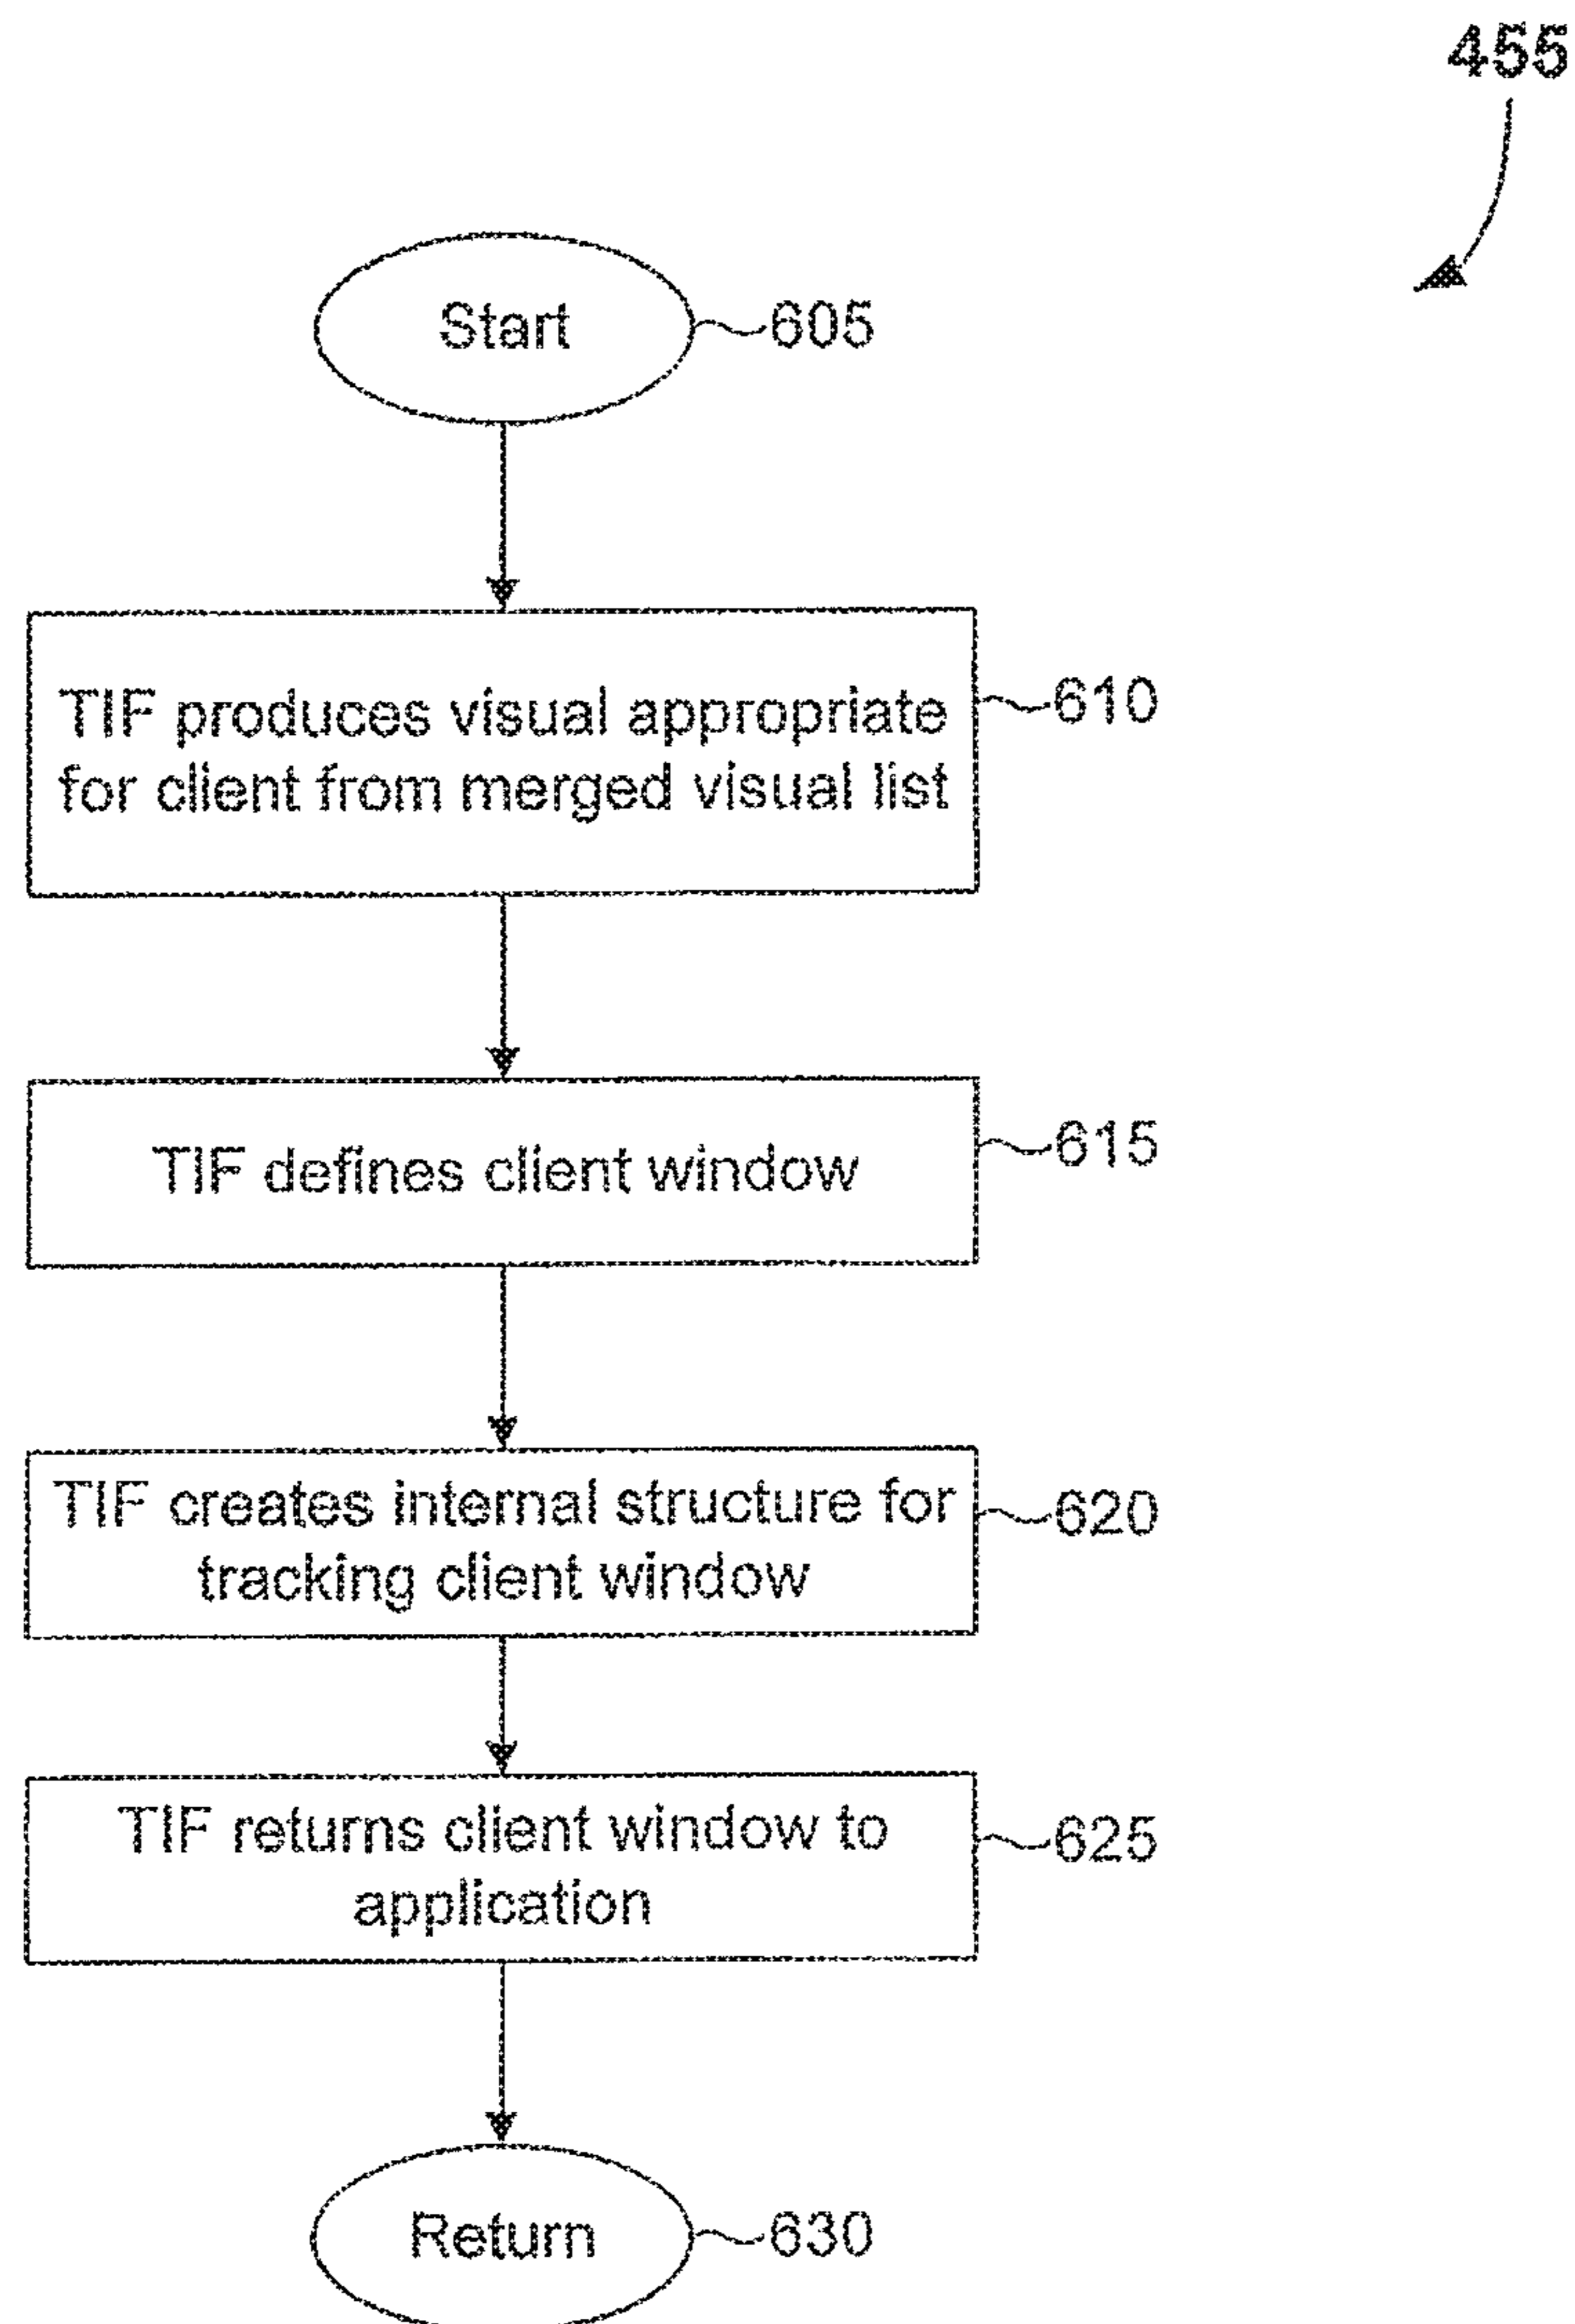 455
Start
605
TIF produces visual appropriate
for client from merged visual list
610
TIF defines client window
615
TIF creates internal structure for
tracking client window
620
TIF returns client window to
application
625
Return
630